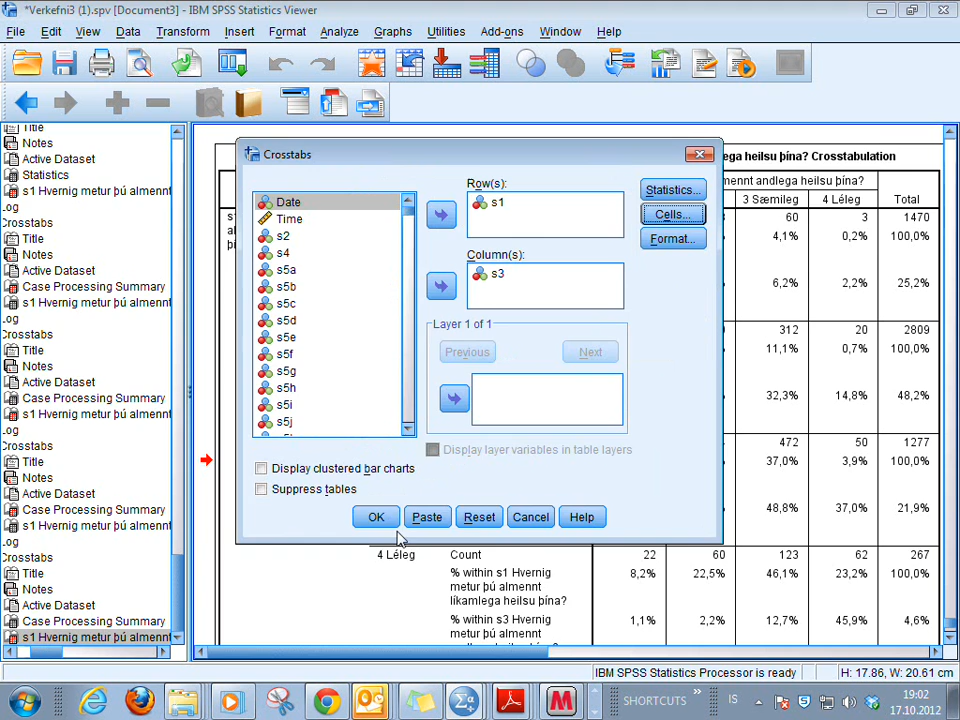 *Verkefni3 (1).spv [Document3] - IBM SPSS Statistics Viewer
File Edit View Data Transform Insert Format Analyze Graphs Utilities Add-ons Window Help
Title
Notes
Active Dataset
Statistics
s1 Hvernig metur þú almennt
Log
Crosstabs
Title
Notes
Active Dataset
Case Processing Summary
s1 Hvernig metur þú almennt
Log
Crosstabs
Title
Notes
Active Dataset
Case Processing Summary
s1 Hvernig metur þú almennt
Log
Crosstabs
Title
Notes
Active Dataset
Case Processing Summary
s1 Hvernig metur þú almennt
Log
Crosstabs
Title
Notes
Active Dataset
Case Processing Summary
s1 Hvernig metur þú almennt
Crosstabs
Date
Time
s2
s4
s5a
s5b
s5c
s5d
s5e
s5f
s5g
s5h
s5i
s5j
Row(s):
s1
Column(s):
s3
Layer 1 of 1
Previous Next
Display layer variables in table layers
Statistics...
Cells...
Format...
Display clustered bar charts
Suppress tables
OK Paste Reset Cancel Help
lega heilsu þína? Crosstabulation
mennt andlega heilsu þína?
3 Sæmileg 4 Léleg Total
60 3 1470
4,1% 0,2% 100,0%
6,2% 2,2% 25,2%
312 20 2809
11,1% 0,7% 100,0%
32,3% 14,8% 48,2%
472 50 1277
37,0% 3,9% 100,0%
48,8% 37,0% 21,9%
4 Léleg Count 22 60 123 62 267
% within s1 Hvernig 8,2% 22,5% 46,1% 23,2% 100,0%
metur þú almennt
líkamlega heilsu þína?
% within s3 Hvernig 1,1% 2,2% 12,7% 45,9% 4,6%
metur þú almennt
IBM SPSS Statistics Processor is ready H: 17.86, W: 20.61 cm
SHORTCUTS » IS 19:02
17.10.2012